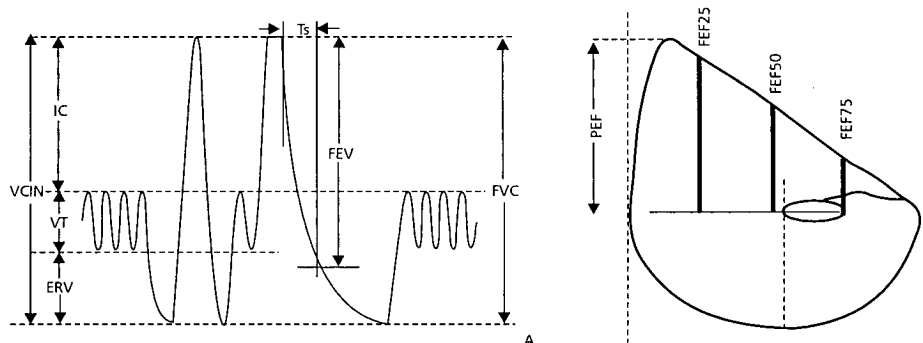 Ts
IC
FEV
VCIN
FVC
VT
ERV
A
PEF
FEF25
FEF50
FEF75